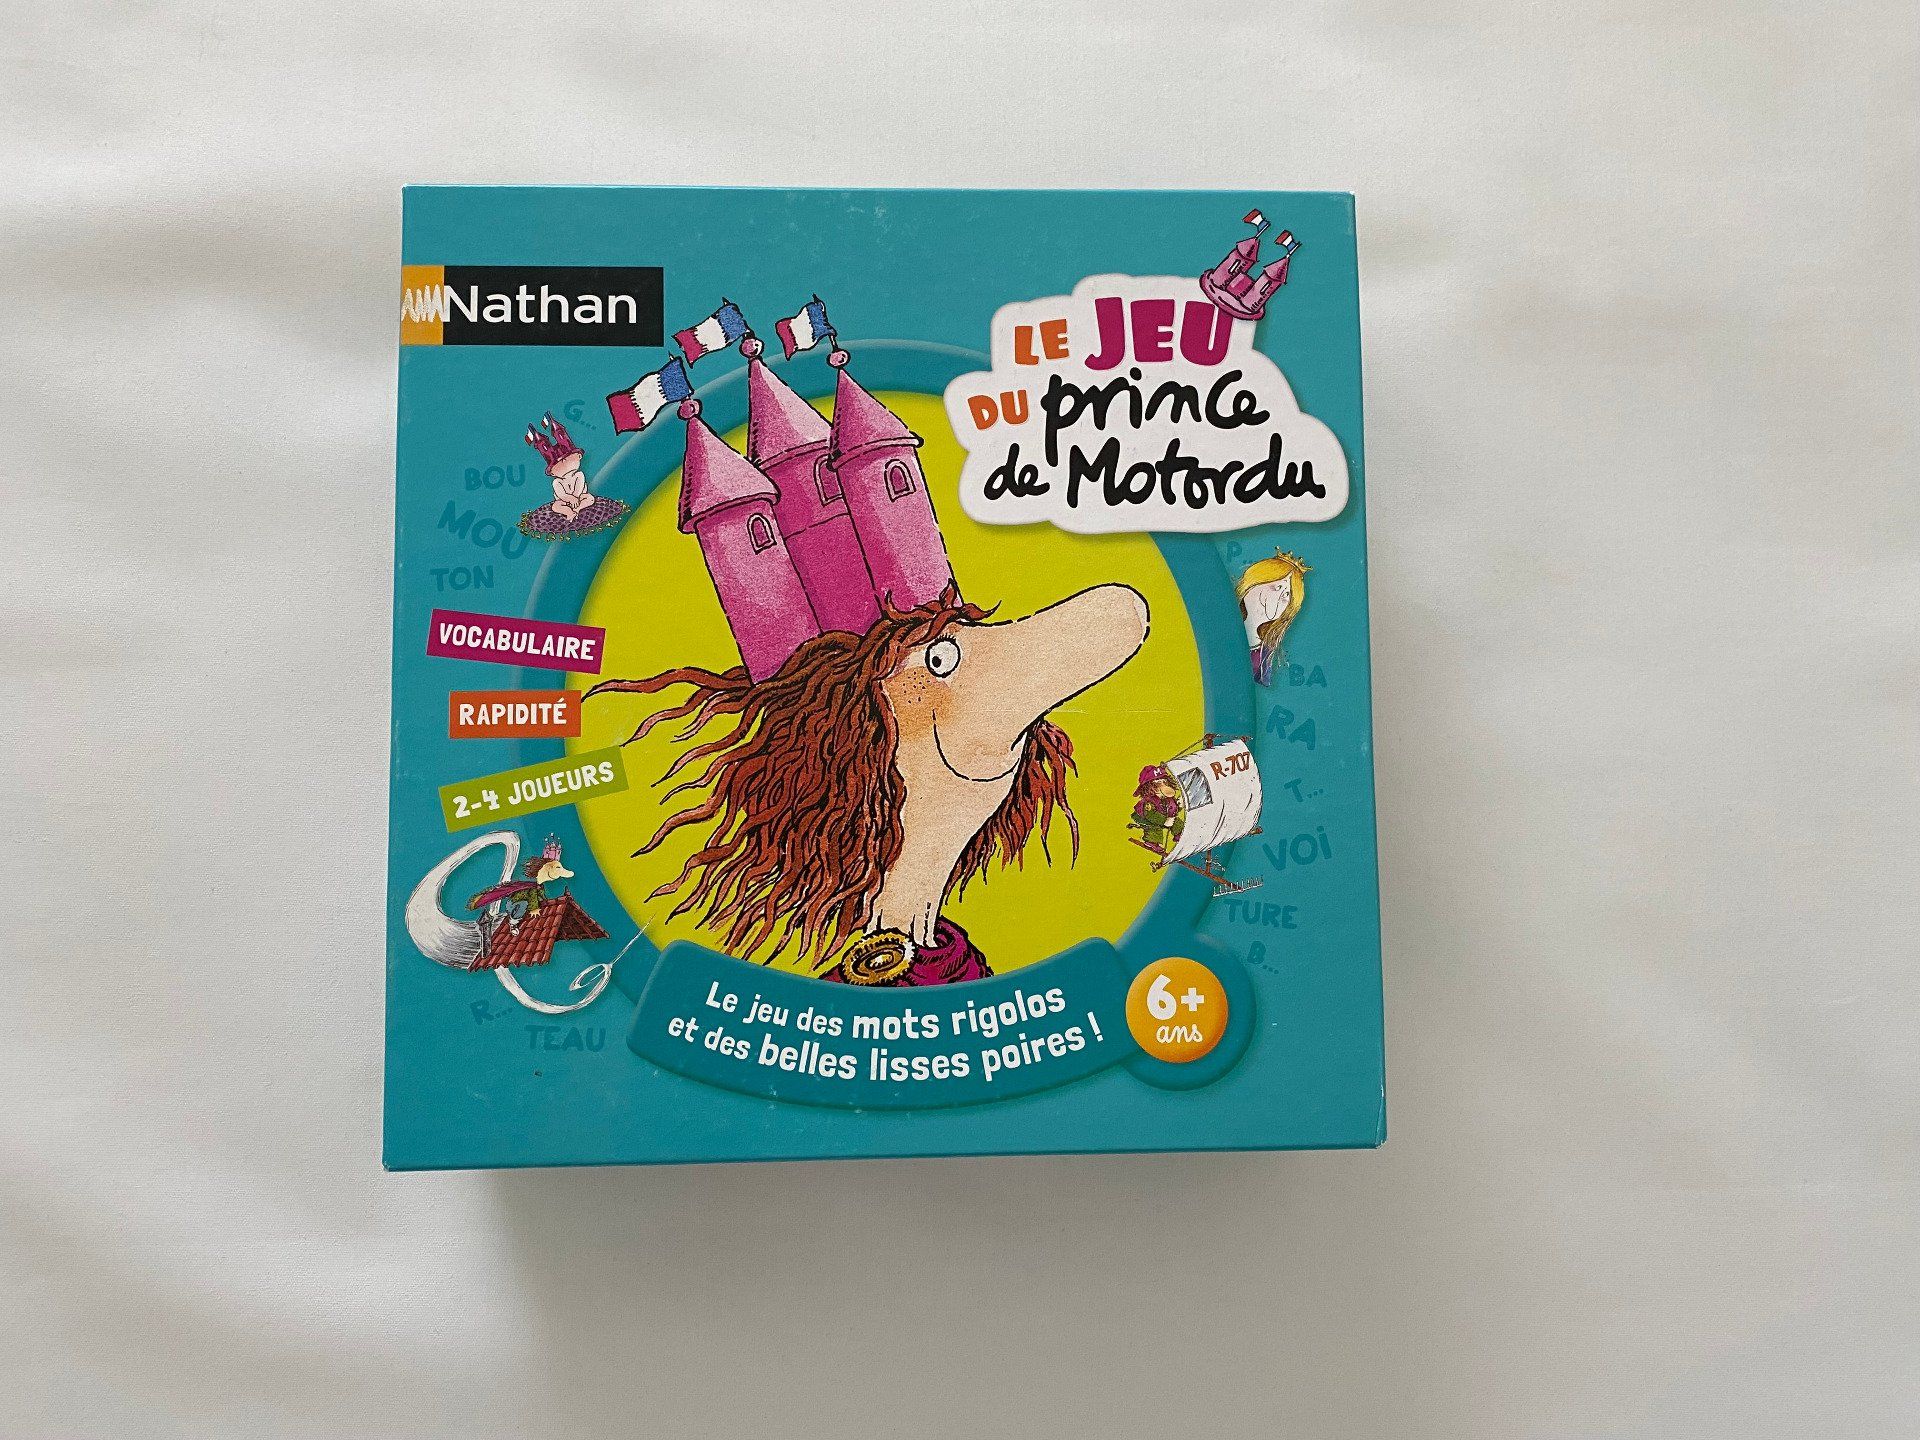 Nathan
LE JEU
DU prince
de Motordu
G...
BOU
MOU
TON
VOCABULAIRE
RAPIDITÉ
2-4 JOUEURS
P...
BA
RA
T...
R-707
VOI
TURE
B...
R...
TEAU
Le jeu des mots rigolos
et des belles lisses poires !
6+
ans